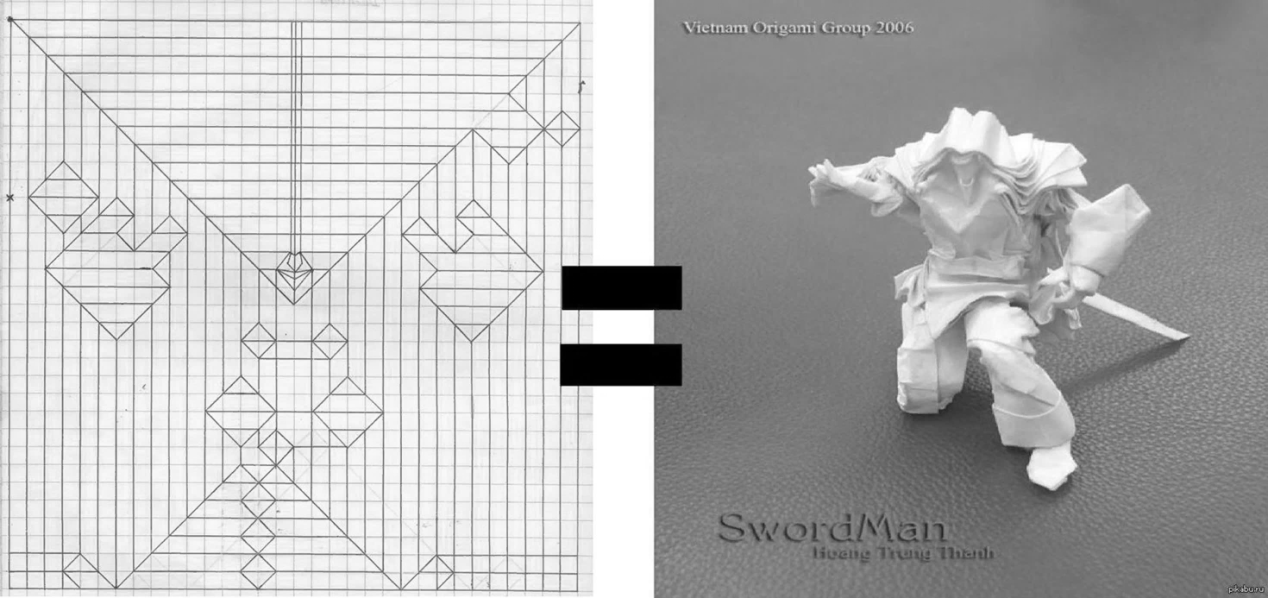 Vietnam Origami Group 2006
SwordMan
Hoang Trung Thanh
pikabu.ru